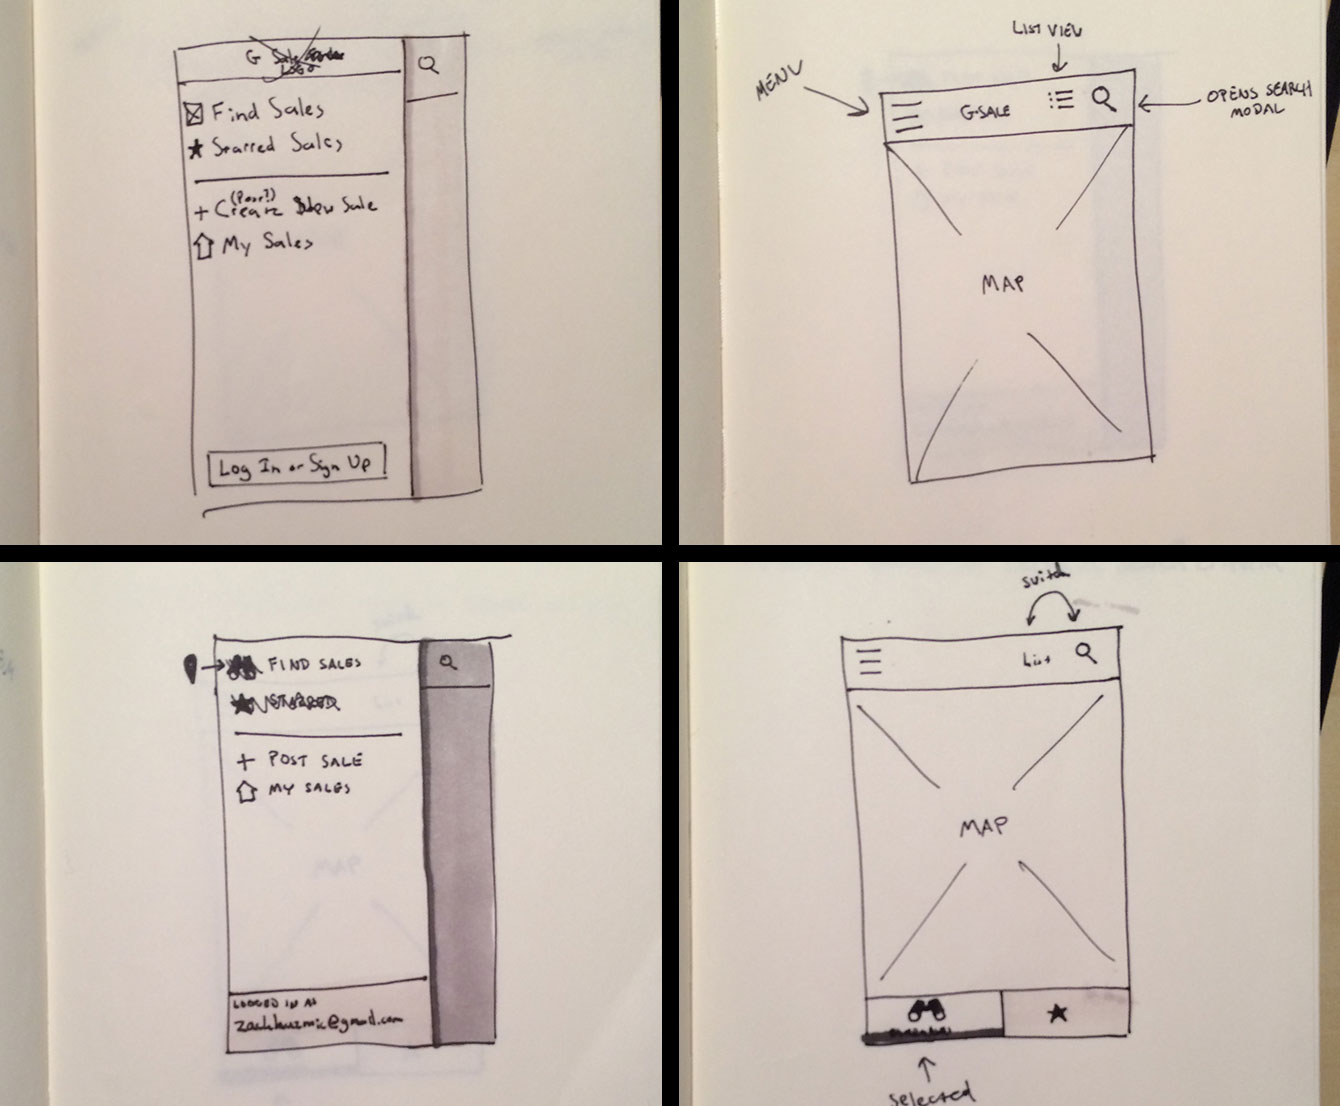 G Sale
Logo
Find Sales
Starred Sales
(Post?)
+ Create New Sale
My Sales
Log In or Sign Up
LIST VIEW
MENU
G-SALE
OPENS SEARCH
MODAL
MAP
FIND SALES
STARRED
+ POST SALE
MY SALES
LOGGED IN AS
zachkuzmic@gmail.com
switch
List
MAP
selected